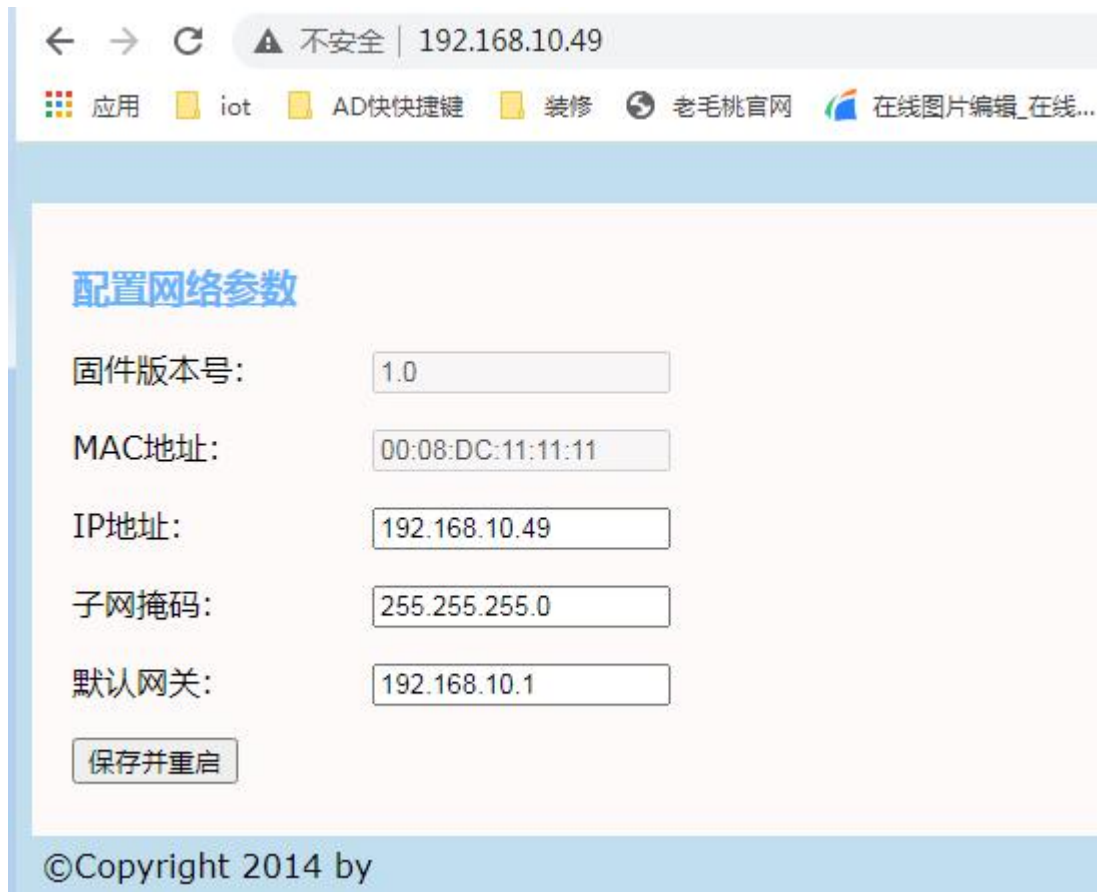 不安全 | 192.168.10.49
应用 iot AD快快捷键 装修 老毛桃官网 在线图片编辑_在线...
配置网络参数
固件版本号: 1.0
MAC地址: 00:08:DC:11:11:11
IP地址: 192.168.10.49
子网掩码: 255.255.255.0
默认网关: 192.168.10.1
保存并重启
©Copyright 2014 by